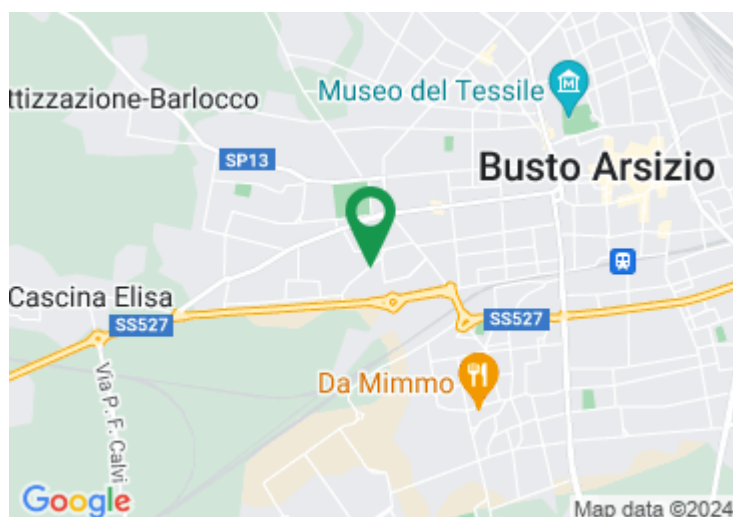 Museo del Tessile
ttizzazione-Barlocco
SP13
Busto Arsizio
Cascina Elisa
SS527
SS527
Via P. F. Calvi
Da Mimmo
Google
Map data ©2024